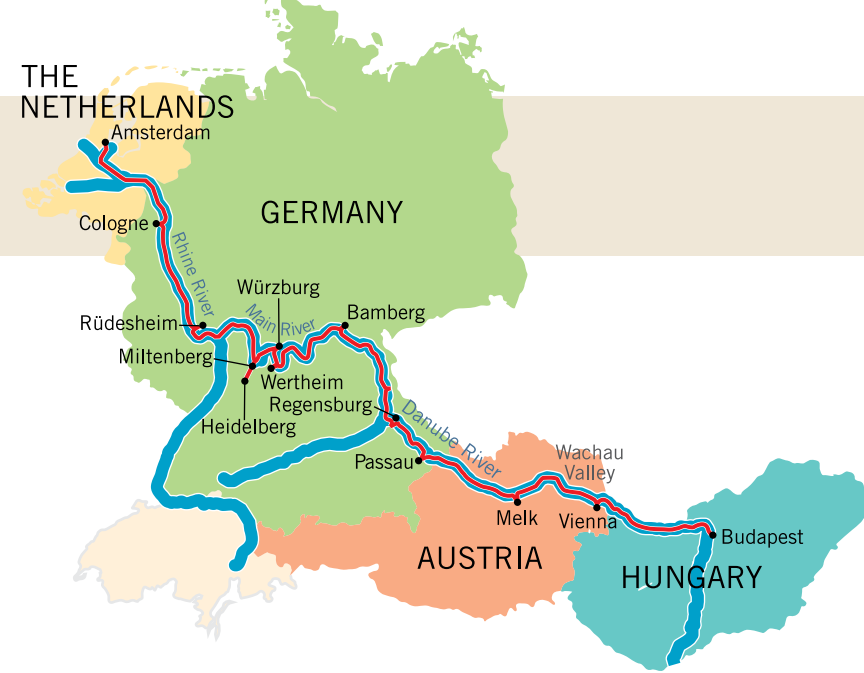 THE
NETHERLANDS
Amsterdam
GERMANY
Cologne
Rhine River
Würzburg
Main River
Bamberg
Rüdesheim
Miltenberg
Wertheim
Regensburg
Heidelberg
Danube River
Passau
Wachau
Valley
Melk
Vienna
Budapest
AUSTRIA
HUNGARY